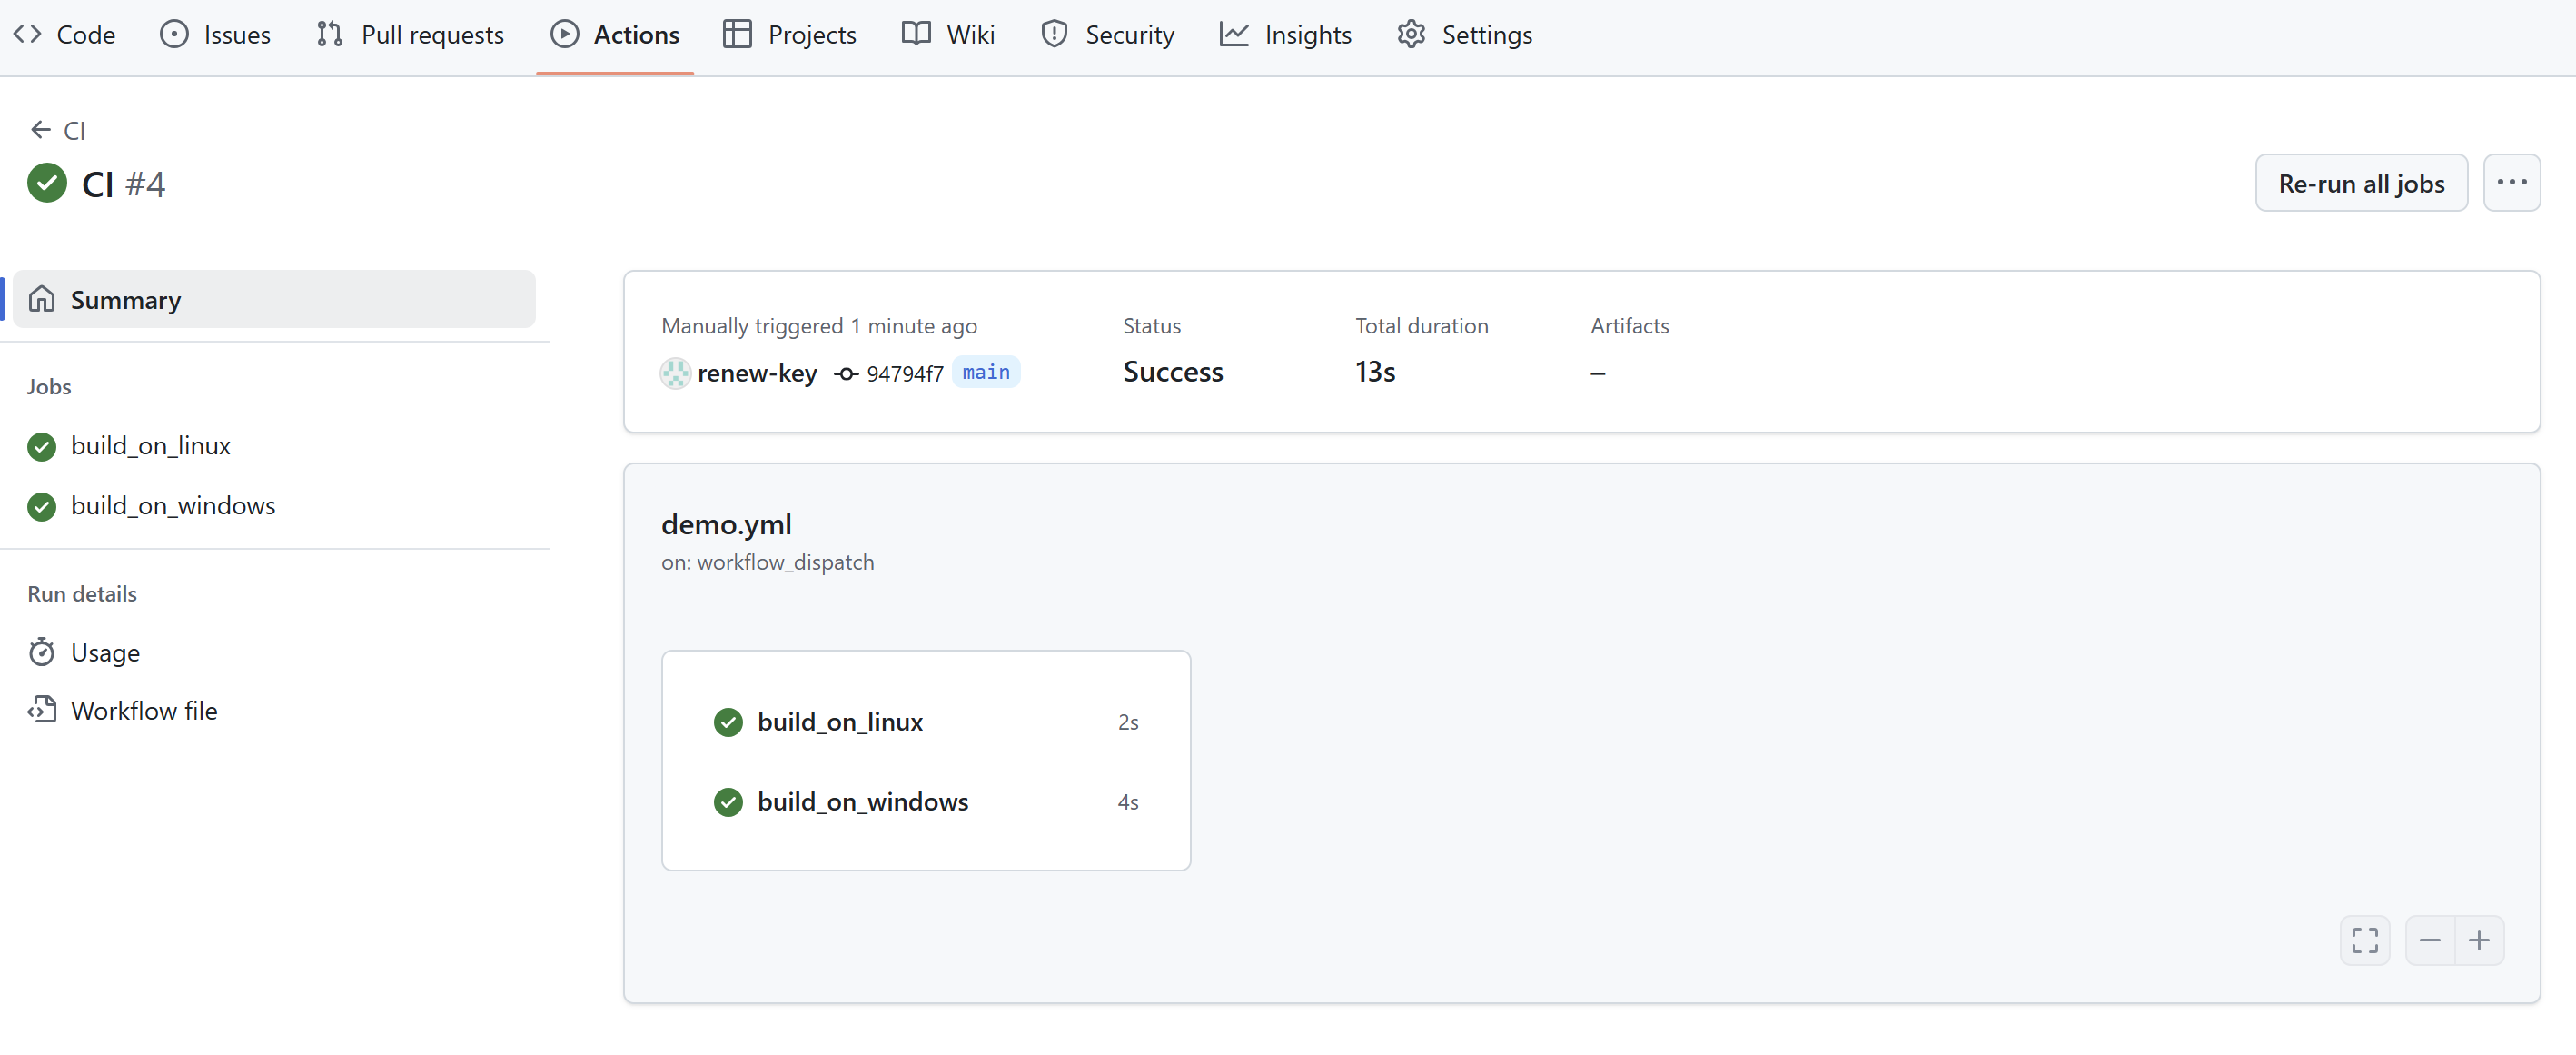 Code Issues Pull requests Actions Projects Wiki Security Insights Settings
CI
CI #4
Re-run all jobs
Summary
Jobs
build_on_linux
build_on_windows
Run details
Usage
Workflow file
Manually triggered 1 minute ago
renew-key 94794f7 main
Status
Success
Total duration
13s
Artifacts
–
demo.yml
on: workflow_dispatch
build_on_linux 2s
build_on_windows 4s